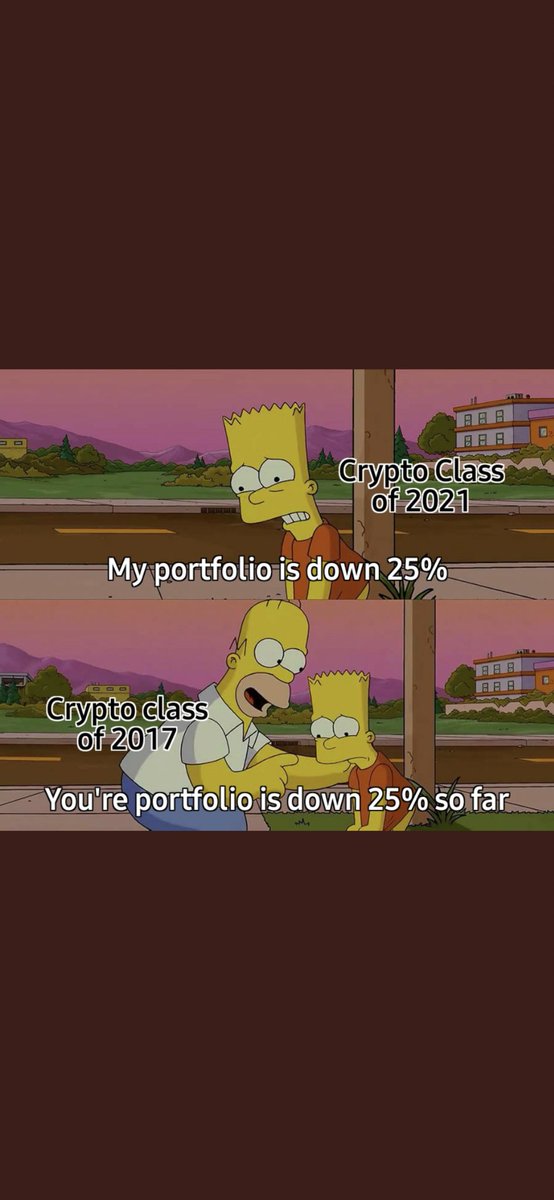 Crypto Class
of 2021
My portfolio is down 25%
Crypto class
of 2017
You're portfolio is down 25% so far